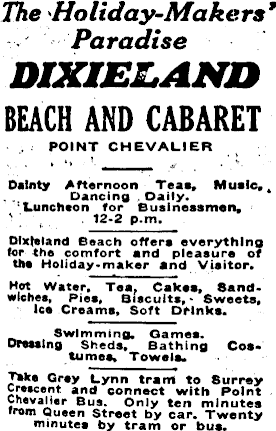 The Holiday-Makers'
Paradise
DIXIELAND
BEACH AND CABARET
POINT CHEVALIER
Dainty Afternoon Teas, Music,
Dancing Daily.
Luncheon for Businessmen,
12-2 p.m.
Dixieland Beach offers everything
for the comfort and pleasure of
the Holiday-maker and Visitor.
Hot Water, Tea, Cakes, Sand-
wiches, Pies, Biscuits, Sweets,
Ice Creams, Soft Drinks.
Swimming, Games.
Dressing Sheds, Bathing Cos-
tumes, Towels.
Take Grey Lynn tram to Surrey
Crescent and connect with Point
Chevalier Bus. Only ten minutes
from Queen Street by car. Twenty
minutes by tram or bus.